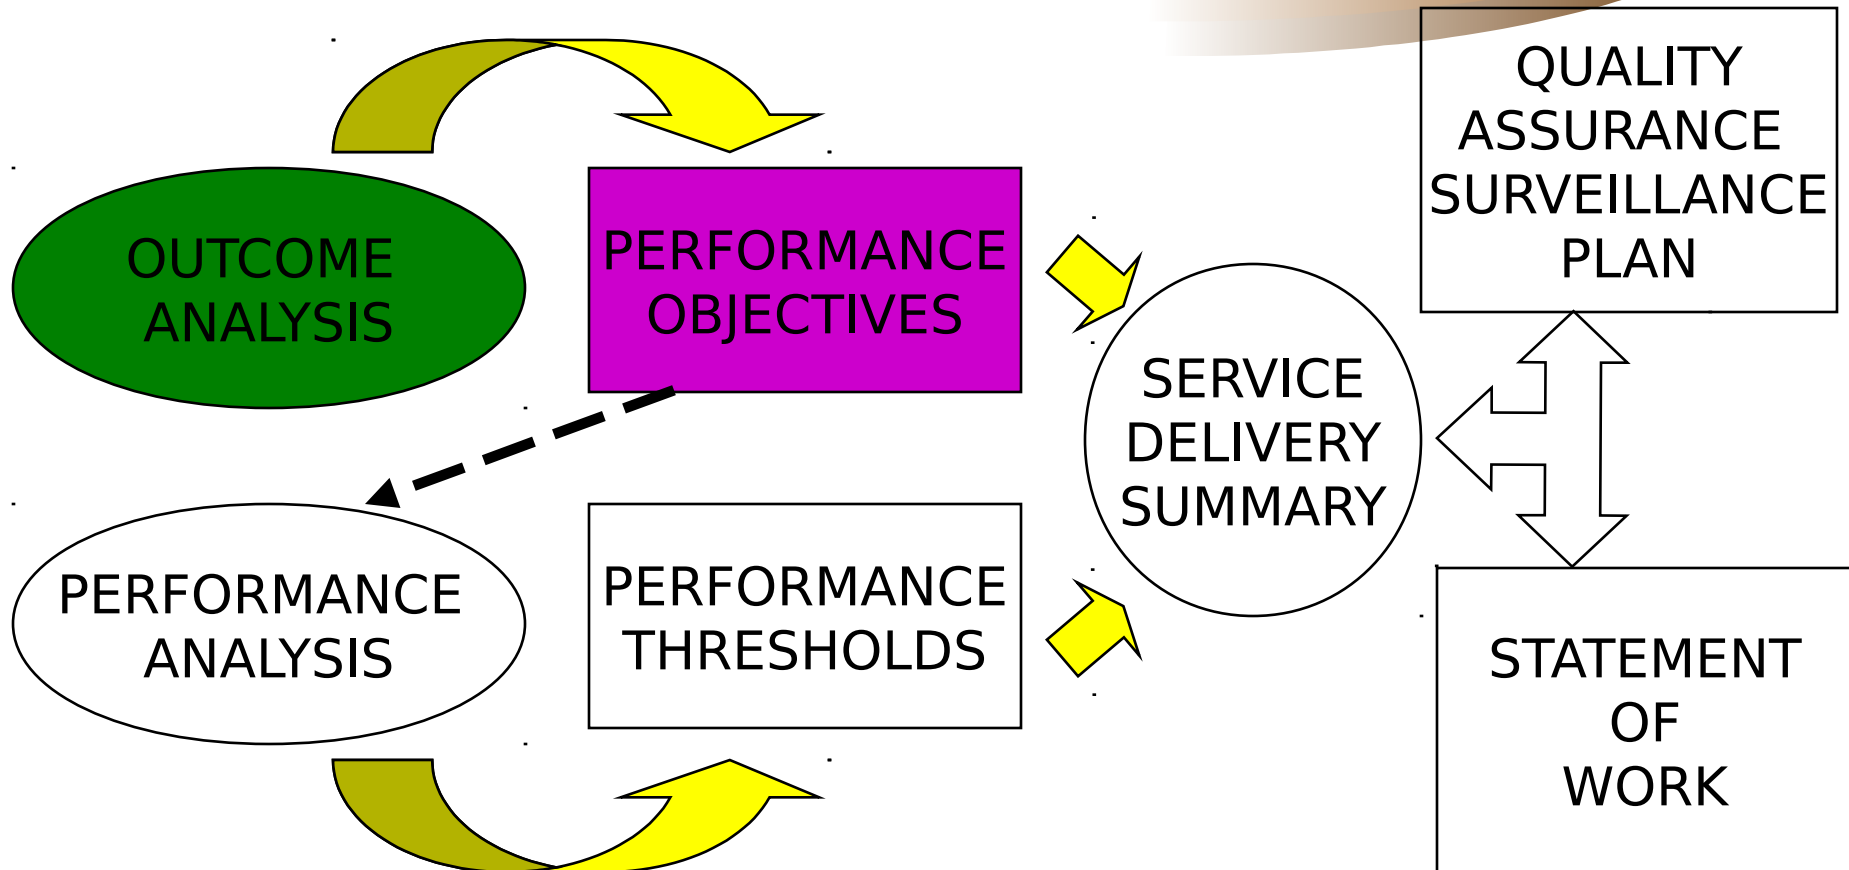 OUTCOME
ANALYSIS
PERFORMANCE
OBJECTIVES
PERFORMANCE
ANALYSIS
PERFORMANCE
THRESHOLDS
SERVICE
DELIVERY
SUMMARY
QUALITY
ASSURANCE
SURVEILLANCE
PLAN
STATEMENT
OF
WORK